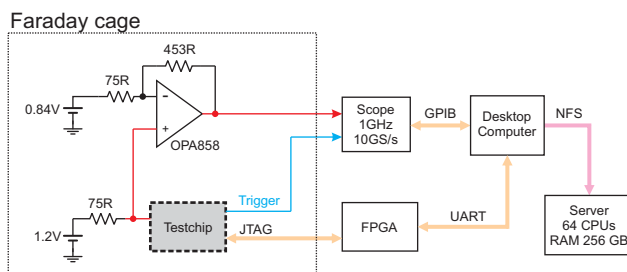 Faraday cage
453R
75R
0.84V
OPA858
Scope
1GHz
10GS/s
GPIB
Desktop
Computer
NFS
75R
1.2V
Trigger
Testchip
JTAG
FPGA
UART
Server
64 CPUs
RAM 256 GB